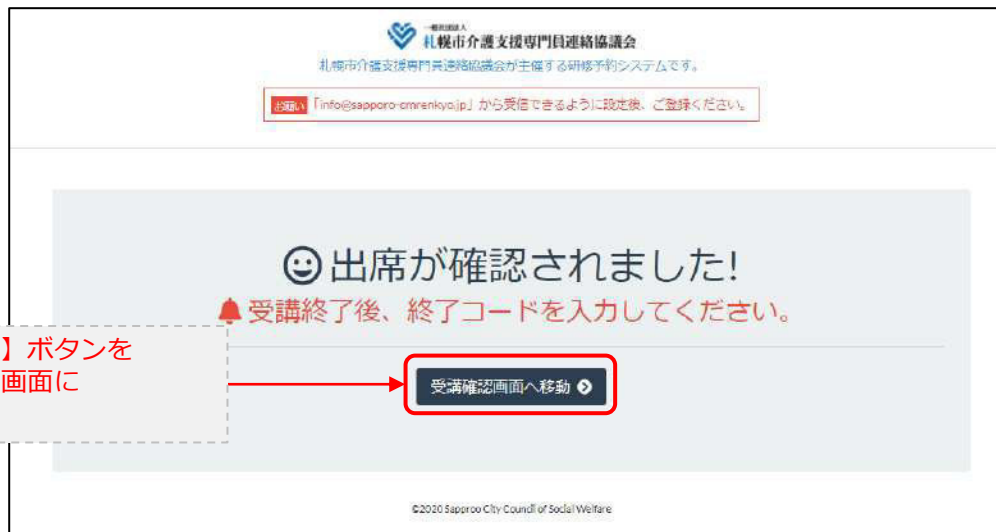 一般社団法人
札幌市介護支援専門員連絡協議会
札幌市介護支援専門員連絡協議会が主催する研修予約システムです。
お願い 「info@sapporo-cmrenkyo.jp」から受信できるように設定後、ご登録ください。
出席が確認されました!
受講終了後、終了コードを入力してください。
】ボタンを
画面に
受講確認画面へ移動
©2020 Sapproo City Council of Social Welfare